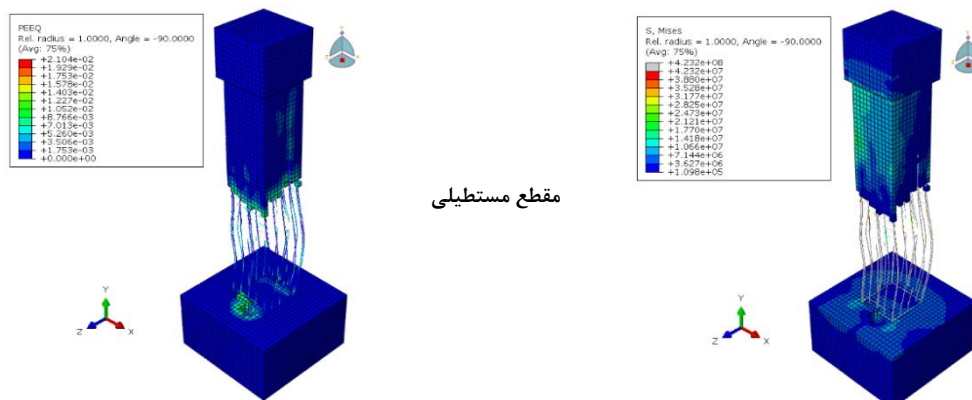 PEEQ
Rel. radius = 1.0000, Angle = -90.0000
(Avg: 75%)
+2.104e-02
+1.929e-02
+1.753e-02
+1.578e-02
+1.403e-02
+1.227e-02
+1.052e-02
+8.766e-03
+7.013e-03
+5.260e-03
+3.506e-03
+1.753e-03
+0.000e+00
Y
Z
X
مقطع مستطیلی
S, Mises
Rel. radius = 1.0000, Angle = -90.0000
(Avg: 75%)
+4.232e+08
+4.232e+07
+3.880e+07
+3.528e+07
+3.177e+07
+2.825e+07
+2.473e+07
+2.121e+07
+1.770e+07
+1.418e+07
+1.066e+07
+7.144e+06
+3.627e+06
+1.098e+05
Y
Z
X